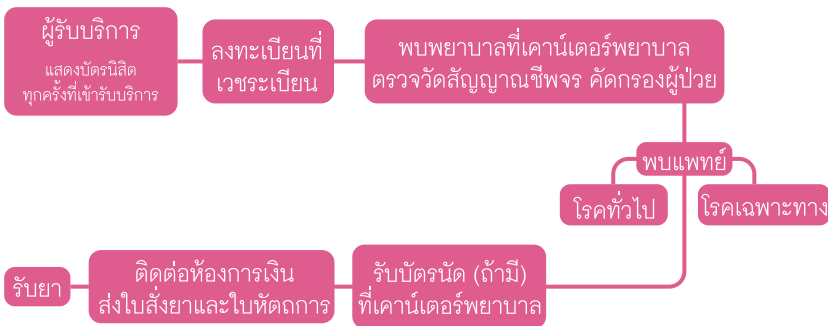 ผู้รับบริการ
แสดงบัตรนิสิต
ทุกครั้งที่เข้ารับบริการ
ลงทะเบียนที่
เวชระเบียน
พบพยาบาลที่เคาน์เตอร์พยาบาล
ตรวจวัดสัญญาณชีพจร คัดกรองผู้ป่วย
พบแพทย์
โรคทั่วไป
โรคเฉพาะทาง
รับบัตรนัด (ถ้ามี)
ที่เคาน์เตอร์พยาบาล
ติดต่อห้องการเงิน
ส่งใบสั่งยาและใบหัตถการ
รับยา